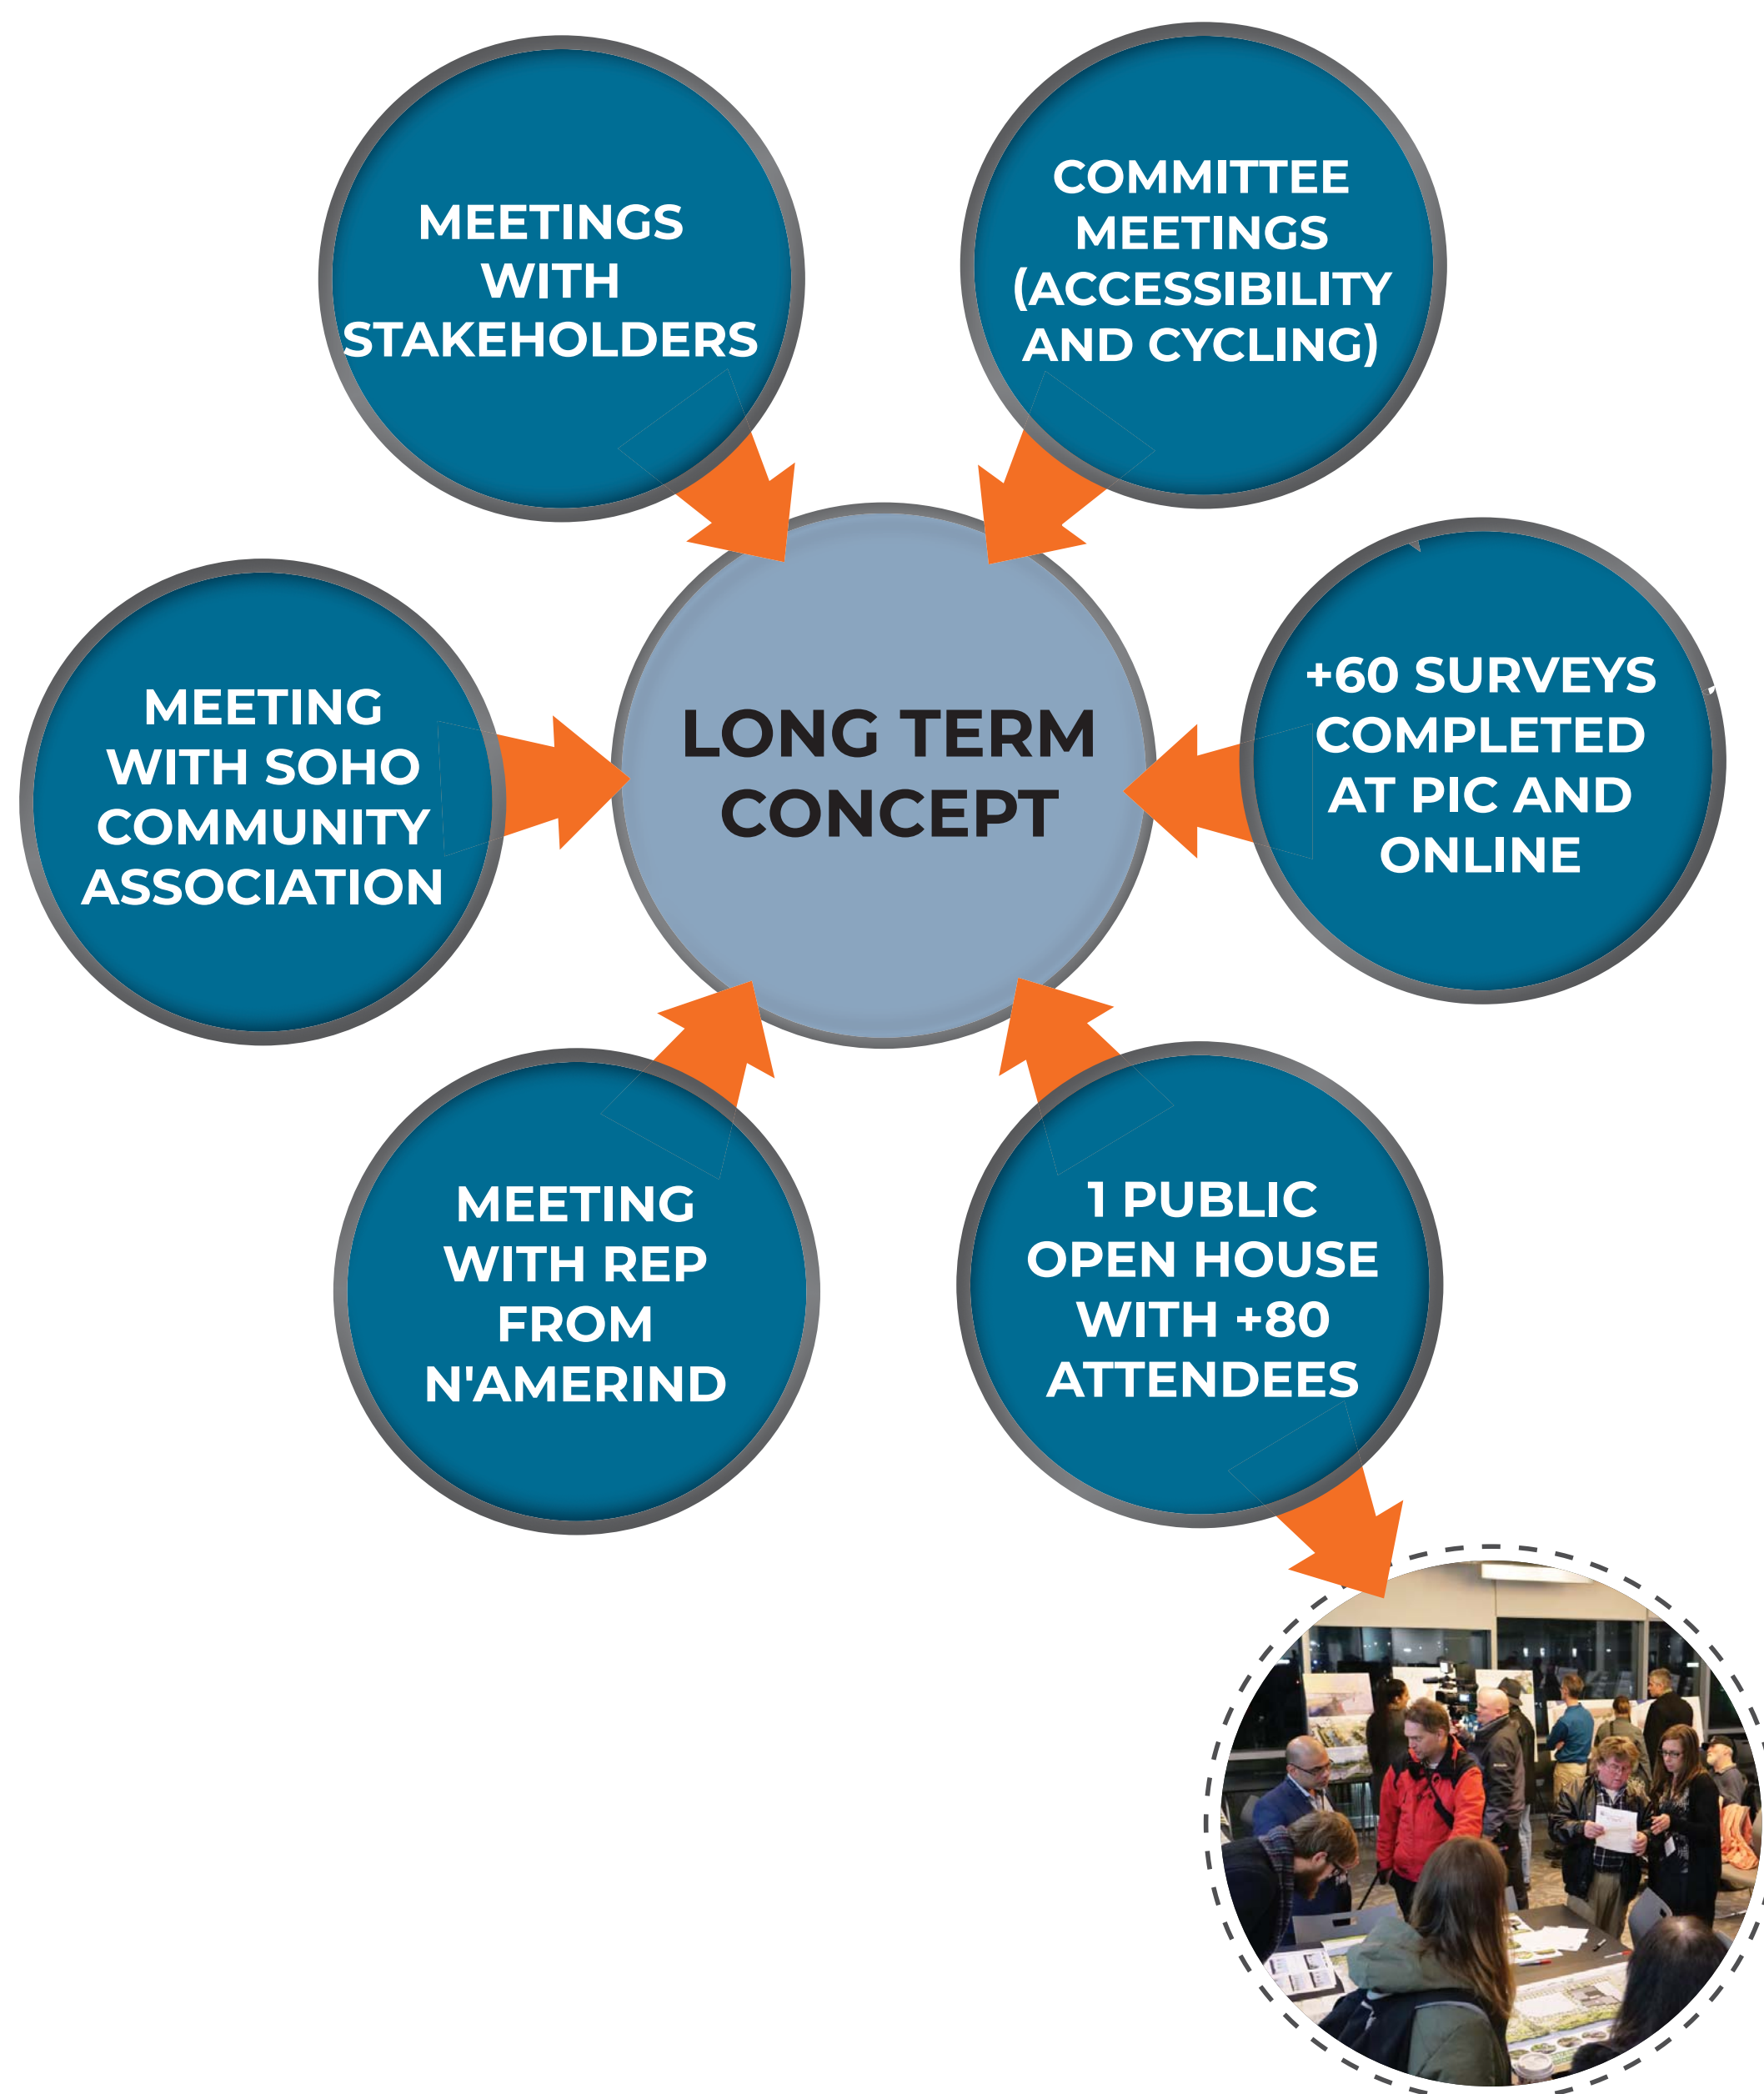 MEETINGS
WITH
STAKEHOLDERS
COMMITTEE
MEETINGS
(ACCESSIBILITY
AND CYCLING)
MEETING
WITH SOHO
COMMUNITY
ASSOCIATION
LONG TERM
CONCEPT
+60 SURVEYS
COMPLETED
AT PIC AND
ONLINE
MEETING
WITH REP
FROM
N'AMERIND
1 PUBLIC
OPEN HOUSE
WITH +80
ATTENDEES